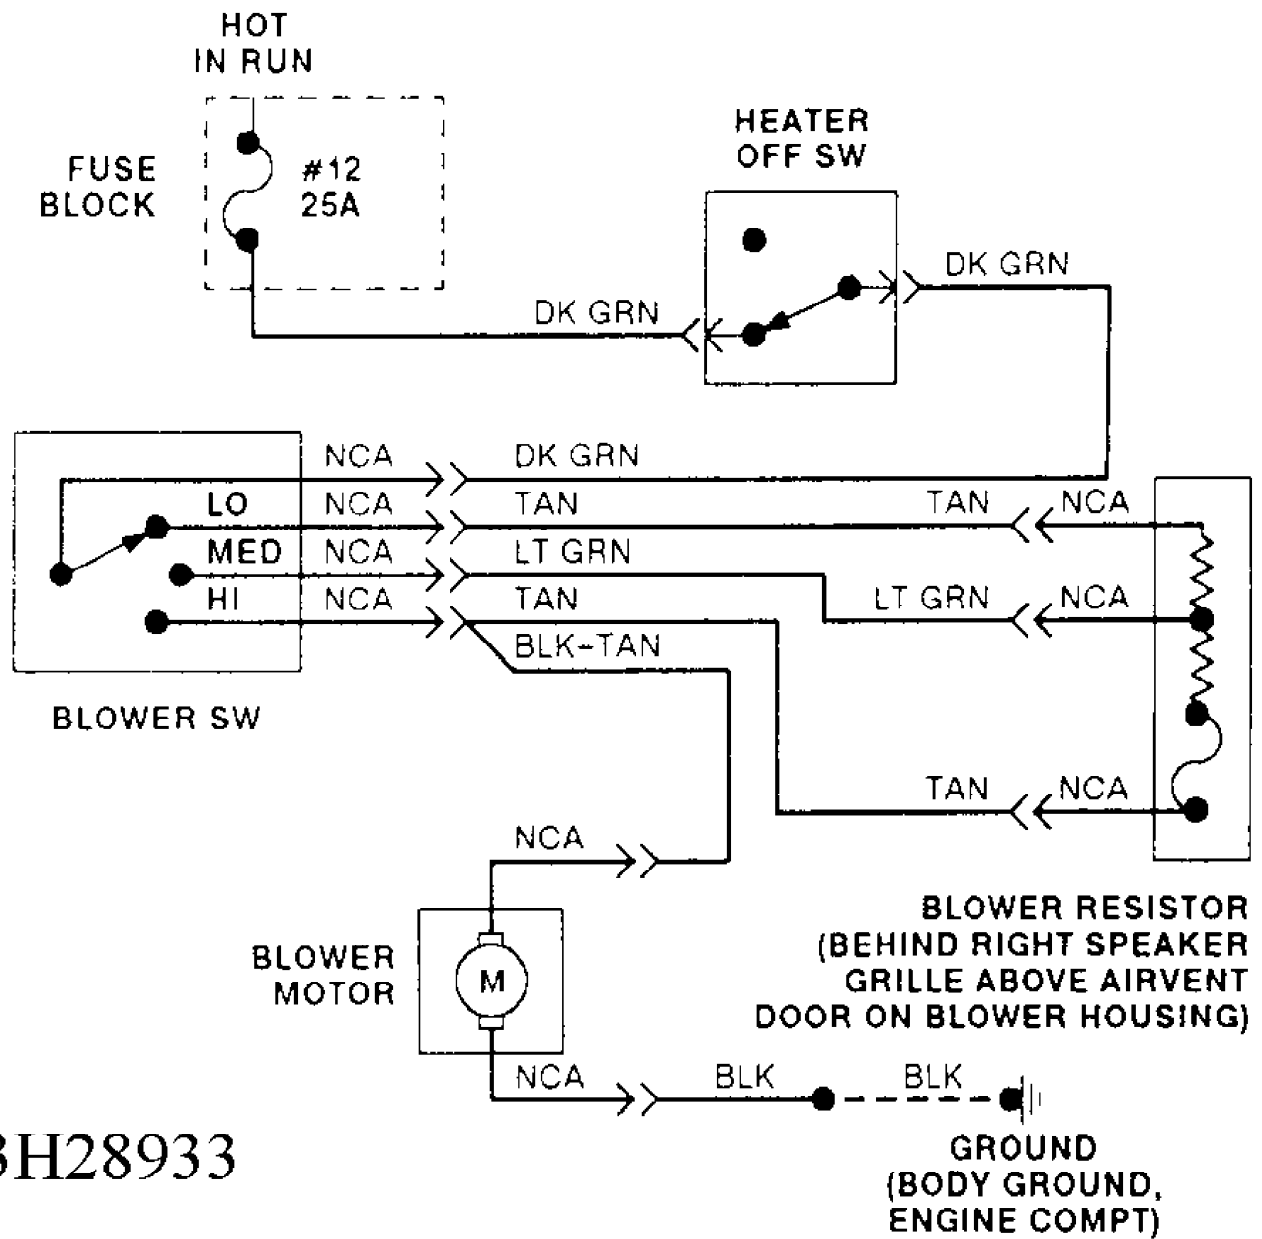 HOT
IN RUN
FUSE
BLOCK
#12
25A
HEATER
OFF SW
DK GRN
DK GRN
NCA
DK GRN
LO
NCA
TAN
TAN
NCA
MED
NCA
LT GRN
HI
NCA
TAN
LT GRN
NCA
BLK-TAN
BLOWER SW
TAN
NCA
NCA
BLOWER
MOTOR
M
BLOWER RESISTOR
(BEHIND RIGHT SPEAKER
GRILLE ABOVE AIRVENT
DOOR ON BLOWER HOUSING)
NCA
BLK
BLK
GROUND
(BODY GROUND,
ENGINE COMPT)
3H28933